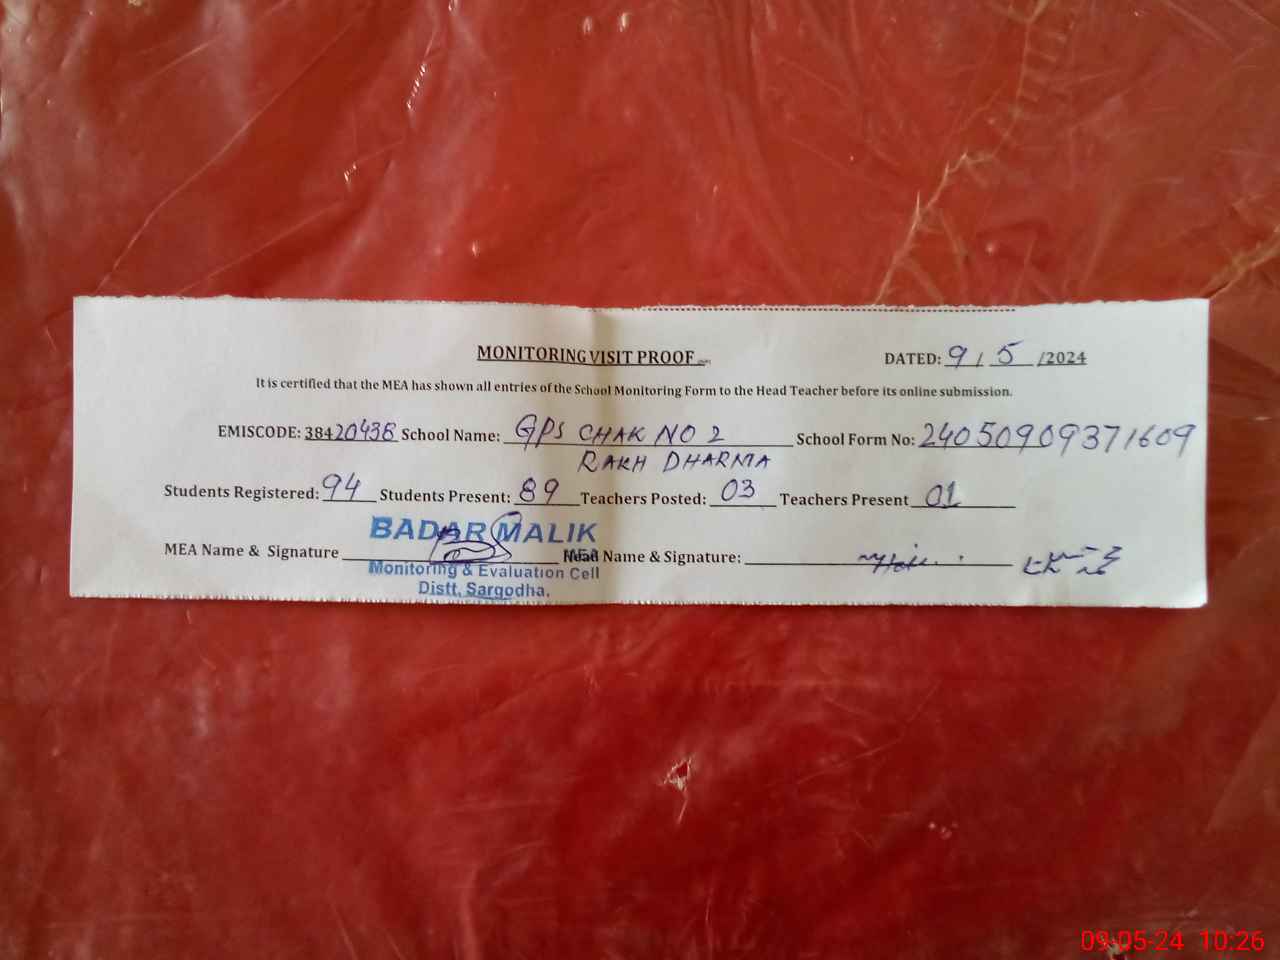 MONITORING VISIT PROOF
DATED: 9 / 5 /2024
It is certified that the MEA has shown all entries of the School Monitoring Form to the Head Teacher before its online submission.
EMISCODE: 38420438 School Name: GPS CHAK NO 2 School Form No: 24050909371609
RAKH DHARMA
Students Registered: 94 Students Present: 89 Teachers Posted: 03 Teachers Present 01
BADAR MALIK
MEA Name & Signature Head Name & Signature:
MEA
Monitoring & Evaluation Cell
Distt, Sargodha.
09-05-24 10:26